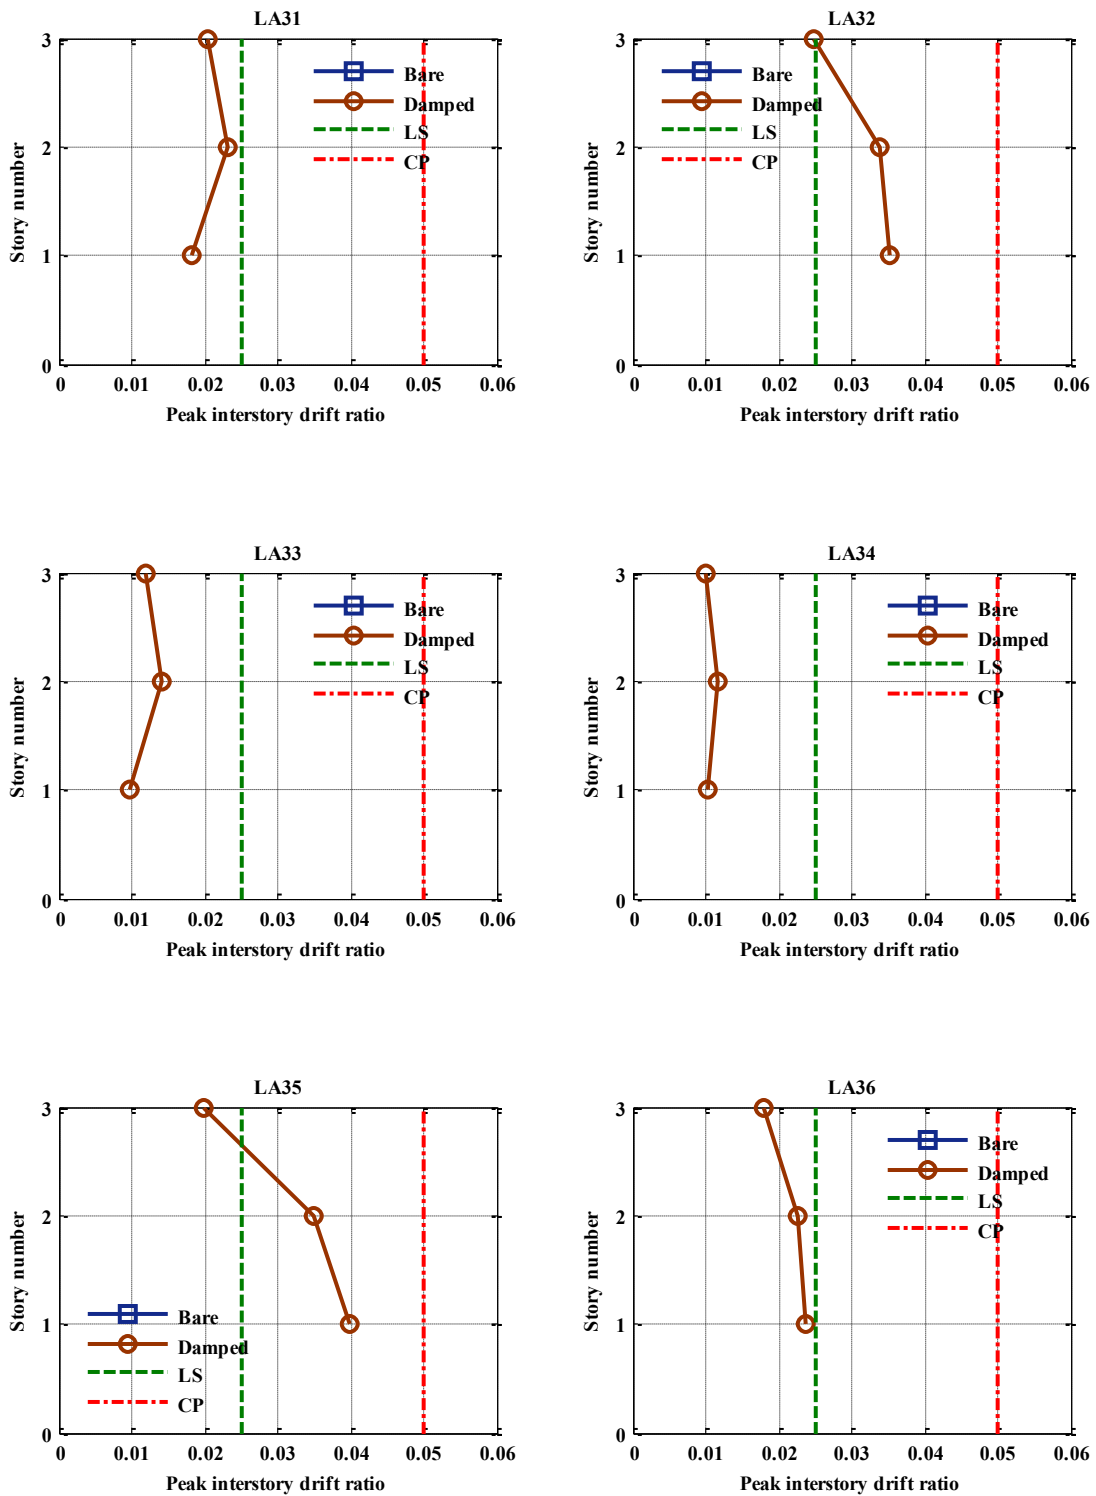 LA31
3
2
1
0
Story number
Bare
Damped
LS
CP
0 0.01 0.02 0.03 0.04 0.05 0.06
Peak interstory drift ratio
LA32
3
2
1
0
Story number
Bare
Damped
LS
CP
0 0.01 0.02 0.03 0.04 0.05 0.06
Peak interstory drift ratio
LA33
3
2
1
0
Story number
Bare
Damped
LS
CP
0 0.01 0.02 0.03 0.04 0.05 0.06
Peak interstory drift ratio
LA34
3
2
1
0
Story number
Bare
Damped
LS
CP
0 0.01 0.02 0.03 0.04 0.05 0.06
Peak interstory drift ratio
LA35
3
2
1
0
Story number
Bare
Damped
LS
CP
0 0.01 0.02 0.03 0.04 0.05 0.06
Peak interstory drift ratio
LA36
3
2
1
0
Story number
Bare
Damped
LS
CP
0 0.01 0.02 0.03 0.04 0.05 0.06
Peak interstory drift ratio